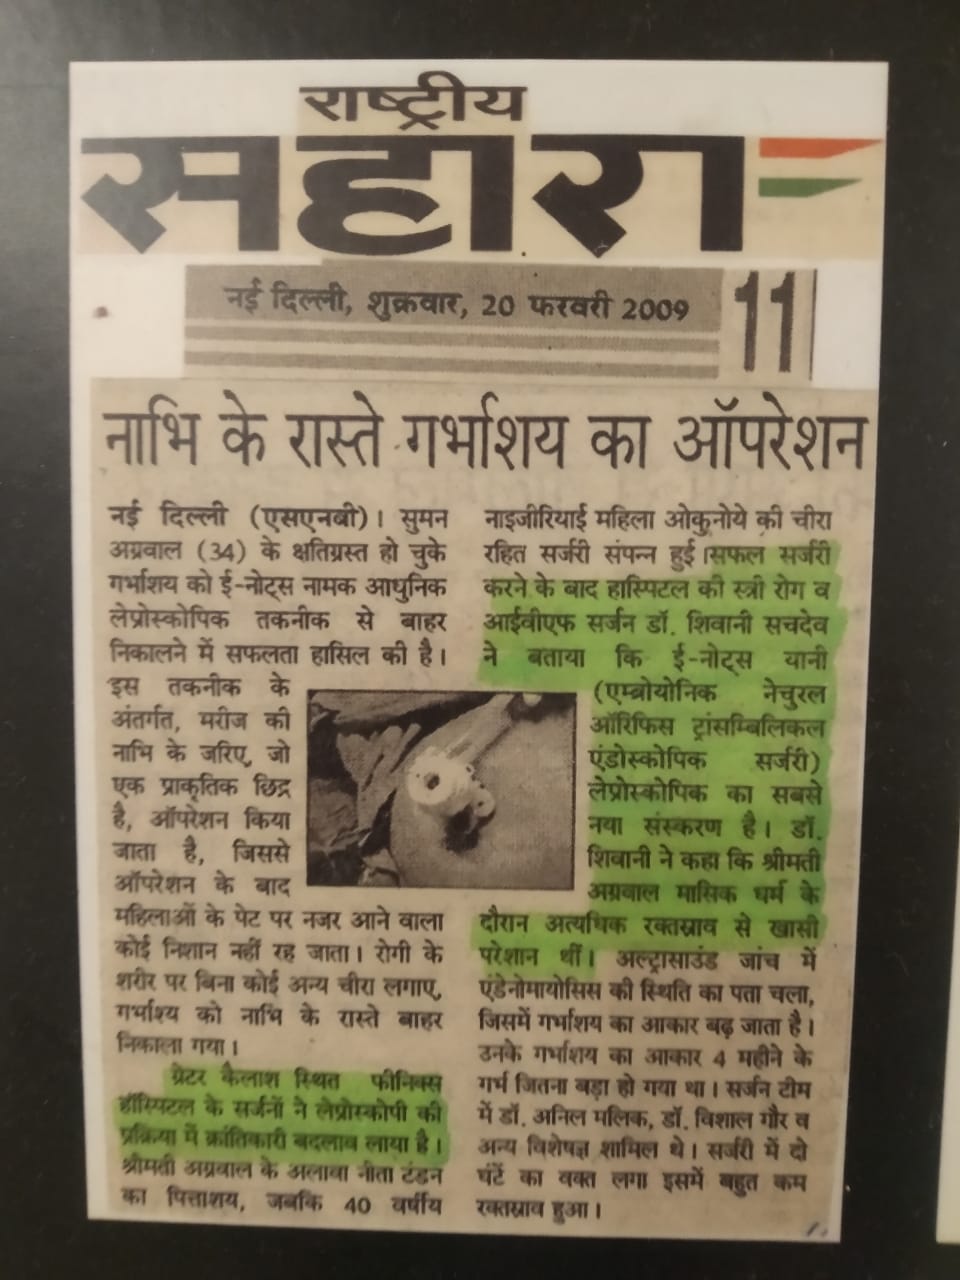 राष्ट्रीय
सहारा
नई दिल्ली, शुक्रवार, 20 फरवरी 2009
11
नाभि के रास्ते गर्भाशय का ऑपरेशन
नई दिल्ली (एसएनबी)। सुमन
अग्रवाल (34) के क्षतिग्रस्त हो चुके
गर्भाशय को ई-नोट्स नामक आधुनिक
लेप्रोस्कोपिक तकनीक से बाहर
निकालने में सफलता हासिल की है।
इस तकनीक के
अंतर्गत, मरीज की
नाभि के जरिए, जो
एक प्राकृतिक छिद्र
है, ऑपरेशन किया
जाता है, जिससे
ऑपरेशन के बाद
महिलाओं के पेट पर नजर आने वाला
कोई निशान नहीं रह जाता। रोगी के
शरीर पर बिना कोई अन्य चीरा लगाए,
गर्भाश्य को नाभि के रास्ते बाहर
निकाला गया।
ग्रेटर कैलाश स्थित फीनिक्स
हॉस्पिटल के सर्जनों ने लेप्रोस्कोपी की
प्रक्रिया में क्रांतिकारी बदलाव लाया है।
श्रीमती अग्रवाल के अलावा नीता टंडन
का पित्ताशय, जबकि 40 वर्षीय
नाइजीरियाई महिला ओकुनोये की चीरा
रहित सर्जरी संपन्न हुई।सफल सर्जरी
करने के बाद हास्पिटल की स्त्री रोग व
आईवीएफ सर्जन डॉ. शिवानी सचदेव
ने बताया कि ई-नोट्स यानी
(एम्ब्रोयोनिक नेचुरल
ऑरिफिस ट्रांसम्बिलिकल
एंडोस्कोपिक सर्जरी)
लेप्रोस्कोपिक का सबसे
नया संस्करण है। डॉ.
शिवानी ने कहा कि श्रीमती
अग्रवाल मासिक धर्म के
दौरान अत्यधिक रक्तस्राव से खासी
परेशान थीं। अल्ट्रासाउंड जांच में
एंडेनोमायोसिस की स्थिति का पता चला,
जिसमें गर्भाशय का आकार बढ़ जाता है।
उनके गर्भाशय का आकार 4 महीने के
गर्भ जितना बड़ा हो गया था। सर्जन टीम
में डॉ. अनिल मलिक, डॉ. विशाल गौर व
अन्य विशेषज्ञ शामिल थे। सर्जरी में दो
घंटें का वक्त लगा इसमें बहुत कम
रक्तस्राव हुआ।